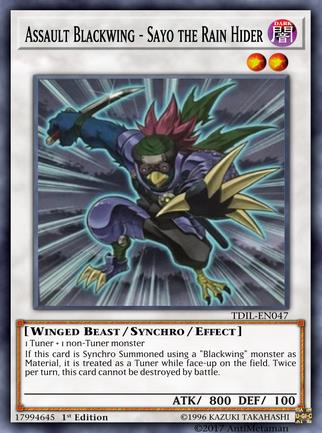 Assault Blackwing - Sayo the Rain Hider
DARK
闇
TDIL-EN047
[Winged Beast / Synchro / Effect]
1 Tuner + 1 non-Tuner monster
If this card is Synchro Summoned using a "Blackwing" monster as
Material, it is treated as a Tuner while face-up on the field. Twice
per turn, this card cannot be destroyed by battle.
ATK/ 800 DEF/ 100
17994645 1st Edition ©1996 KAZUKI TAKAHASHI
©2017 AntiMetaman